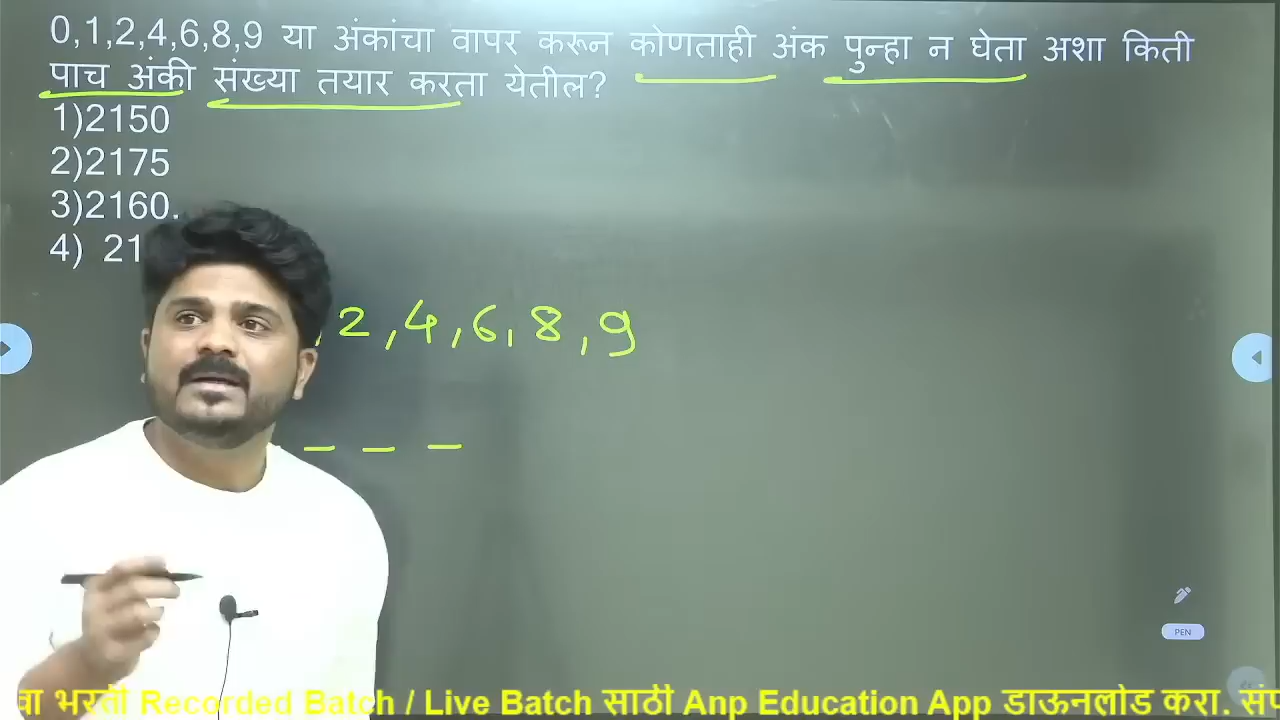 0,1,2,4,6,8,9 या अंकांचा वापर करून कोणताही अंक पुन्हा न घेता अशा किती
पाच अंकी संख्या तयार करता येतील?
1)2150
2)2175
3)2160.
4) 21
, 2 , 4 , 6 , 8 , 9
PEN
भरती Recorded Batch / Live Batch साठी Anp Education App डाऊनलोड करा.